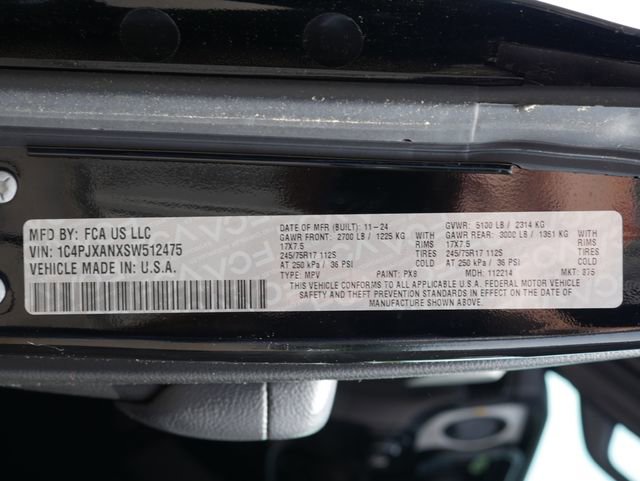 MFD BY: FCA US LLC
VIN: 1C4PJXANXSW512475
VEHICLE MADE IN: U.S.A.
DATE OF MFR (BUILT): 11-24 GVWR: 5100 LB / 2314 KG
GAWR FRONT: 2700 LB / 1225 KG WITH GAWR REAR: 3000 LB / 1361 KG WITH
17X7.5 RIMS 17X7.5 RIMS
245/75R17 112S TIRES 245/75R17 112S TIRES
AT 250 kPa / 36 PSI COLD AT 250 kPa / 36 PSI COLD
TYPE: MPV PAINT: PX8 MDH: 112214 MKT: 875
THIS VEHICLE CONFORMS TO ALL APPLICABLE U.S.A. FEDERAL MOTOR VEHICLE
SAFETY AND THEFT PREVENTION STANDARDS IN EFFECT ON THE DATE OF
MANUFACTURE SHOWN ABOVE.